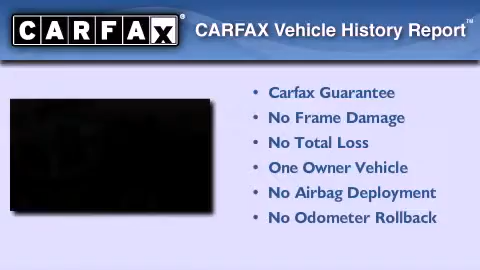 CARFAX® CARFAX Vehicle History Report™
• Carfax Guarantee
• No Frame Damage
• No Total Loss
• One Owner Vehicle
• No Airbag Deployment
• No Odometer Rollback